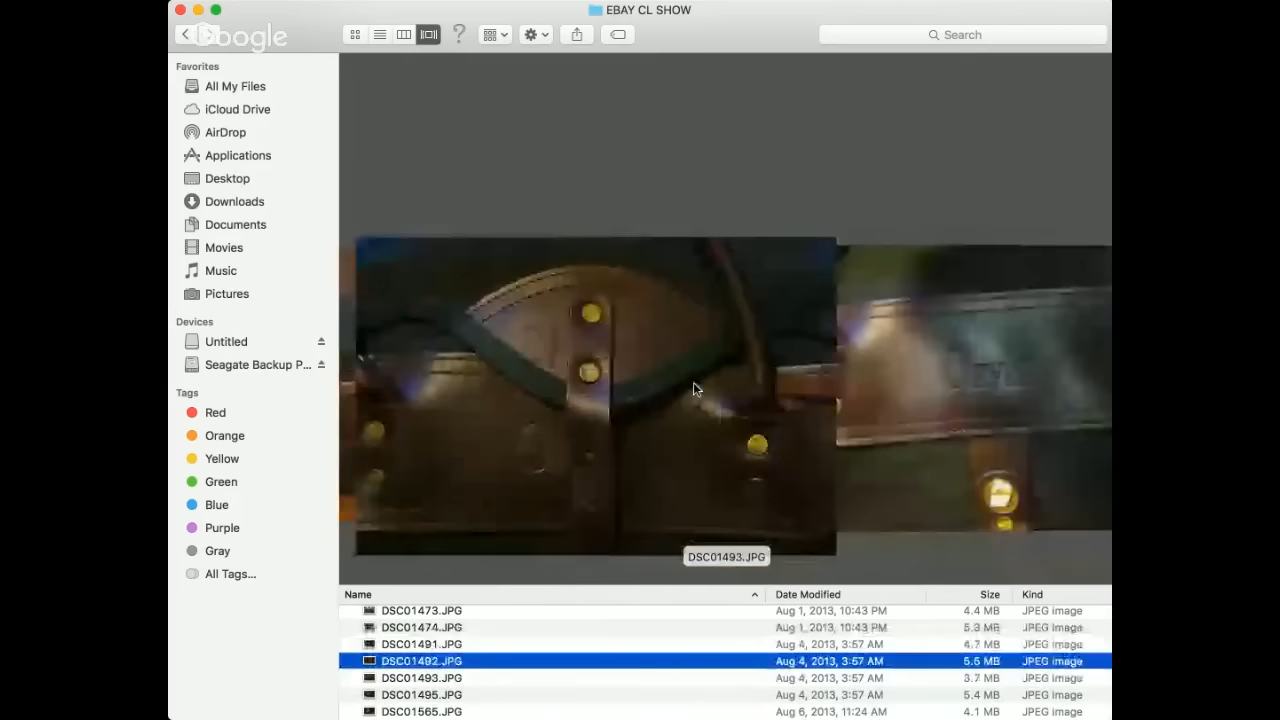 EBAY CL SHOW
Google
Search
Favorites
All My Files
iCloud Drive
AirDrop
Applications
Desktop
Downloads
Documents
Movies
Music
Pictures
Devices
Untitled
Seagate Backup P...
Tags
Red
Orange
Yellow
Green
Blue
Purple
Gray
All Tags...
DSC01493.JPG
Name Date Modified Size Kind
DSC01473.JPG Aug 1, 2013, 10:43 PM 4.4 MB JPEG image
DSC01474.JPG Aug 1, 2013, 10:43 PM 5.3 MB JPEG image
DSC01491.JPG Aug 4, 2013, 3:57 AM 4.7 MB JPEG image
DSC01492.JPG Aug 4, 2013, 3:57 AM 5.5 MB JPEG image
DSC01493.JPG Aug 4, 2013, 3:57 AM 3.7 MB JPEG image
DSC01495.JPG Aug 4, 2013, 3:57 AM 5.4 MB JPEG image
DSC01565.JPG Aug 6, 2013, 11:24 AM 4.1 MB JPEG image